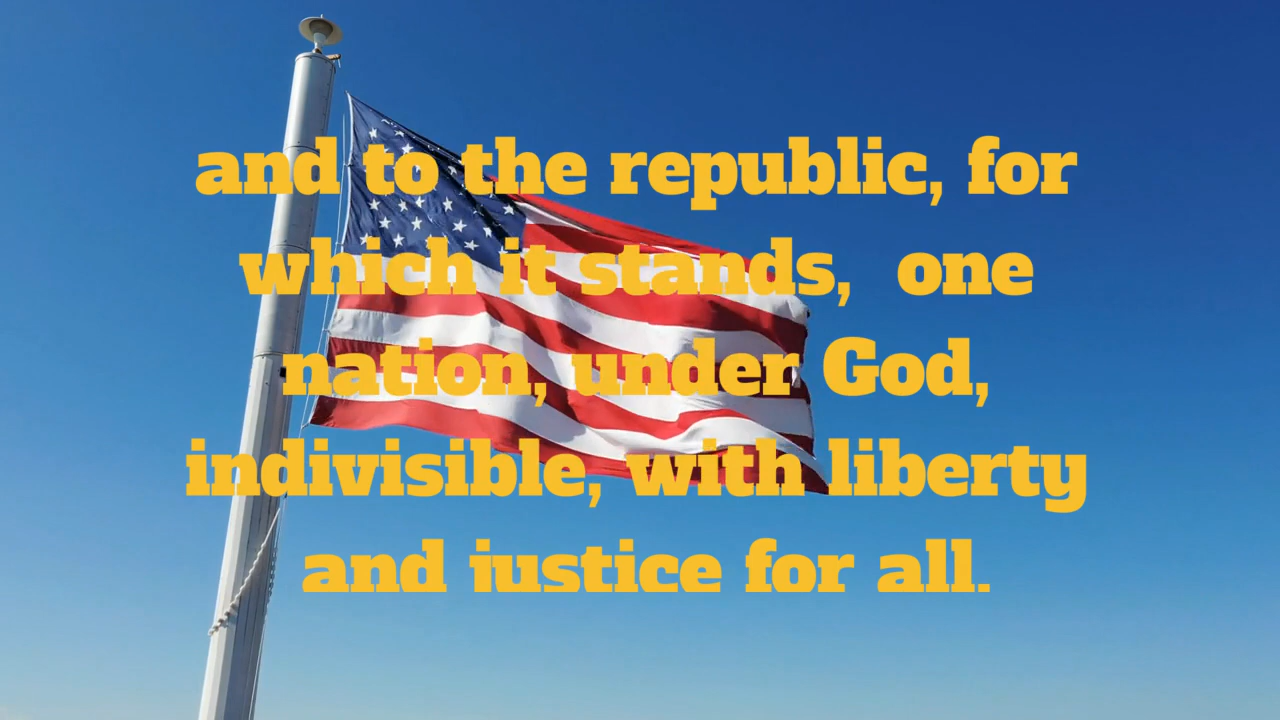 and to the republic, for
which it stands,  one
nation, under God,
indivisible, with liberty
and justice for all.